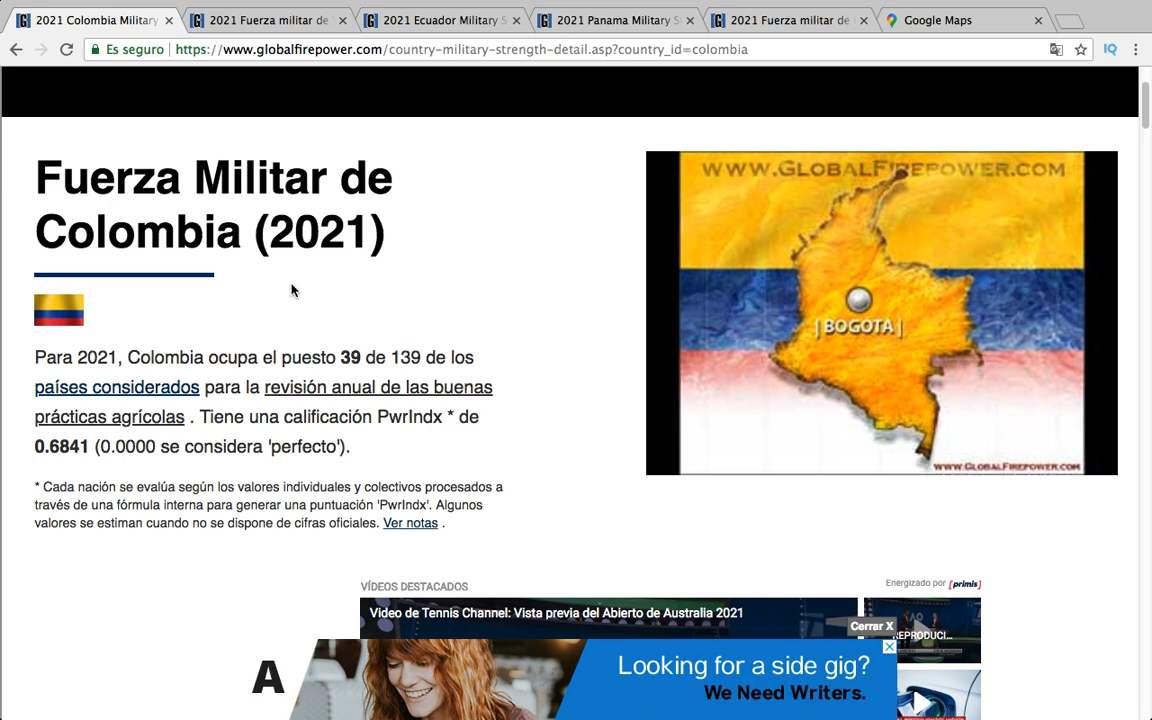 2021 Colombia Military
2021 Fuerza militar de
2021 Ecuador Military S
2021 Panama Military S
2021 Fuerza militar de
Google Maps
Es seguro
https://www.globalfirepower.com/country-military-strength-detail.asp?country_id=colombia
IQ
Fuerza Militar de
Colombia (2021)
WWW.GLOBALFIREPOWER.COM
| BOGOTA |
WWW.GLOBALFIREPOWER.COM
Para 2021, Colombia ocupa el puesto 39 de 139 de los
países considerados para la revisión anual de las buenas
prácticas agrícolas . Tiene una calificación PwrIndx * de
0.6841 (0.0000 se considera 'perfecto').
* Cada nación se evalúa según los valores individuales y colectivos procesados a
través de una fórmula interna para generar una puntuación 'PwrIndx'. Algunos
valores se estiman cuando no se dispone de cifras oficiales. Ver notas .
VÍDEOS DESTACADOS
Energizado por [primis]
Video de Tennis Channel: Vista previa del Abierto de Australia 2021
Cerrar X
REPRODUCI...
A
Looking for a side gig?
We Need Writers.